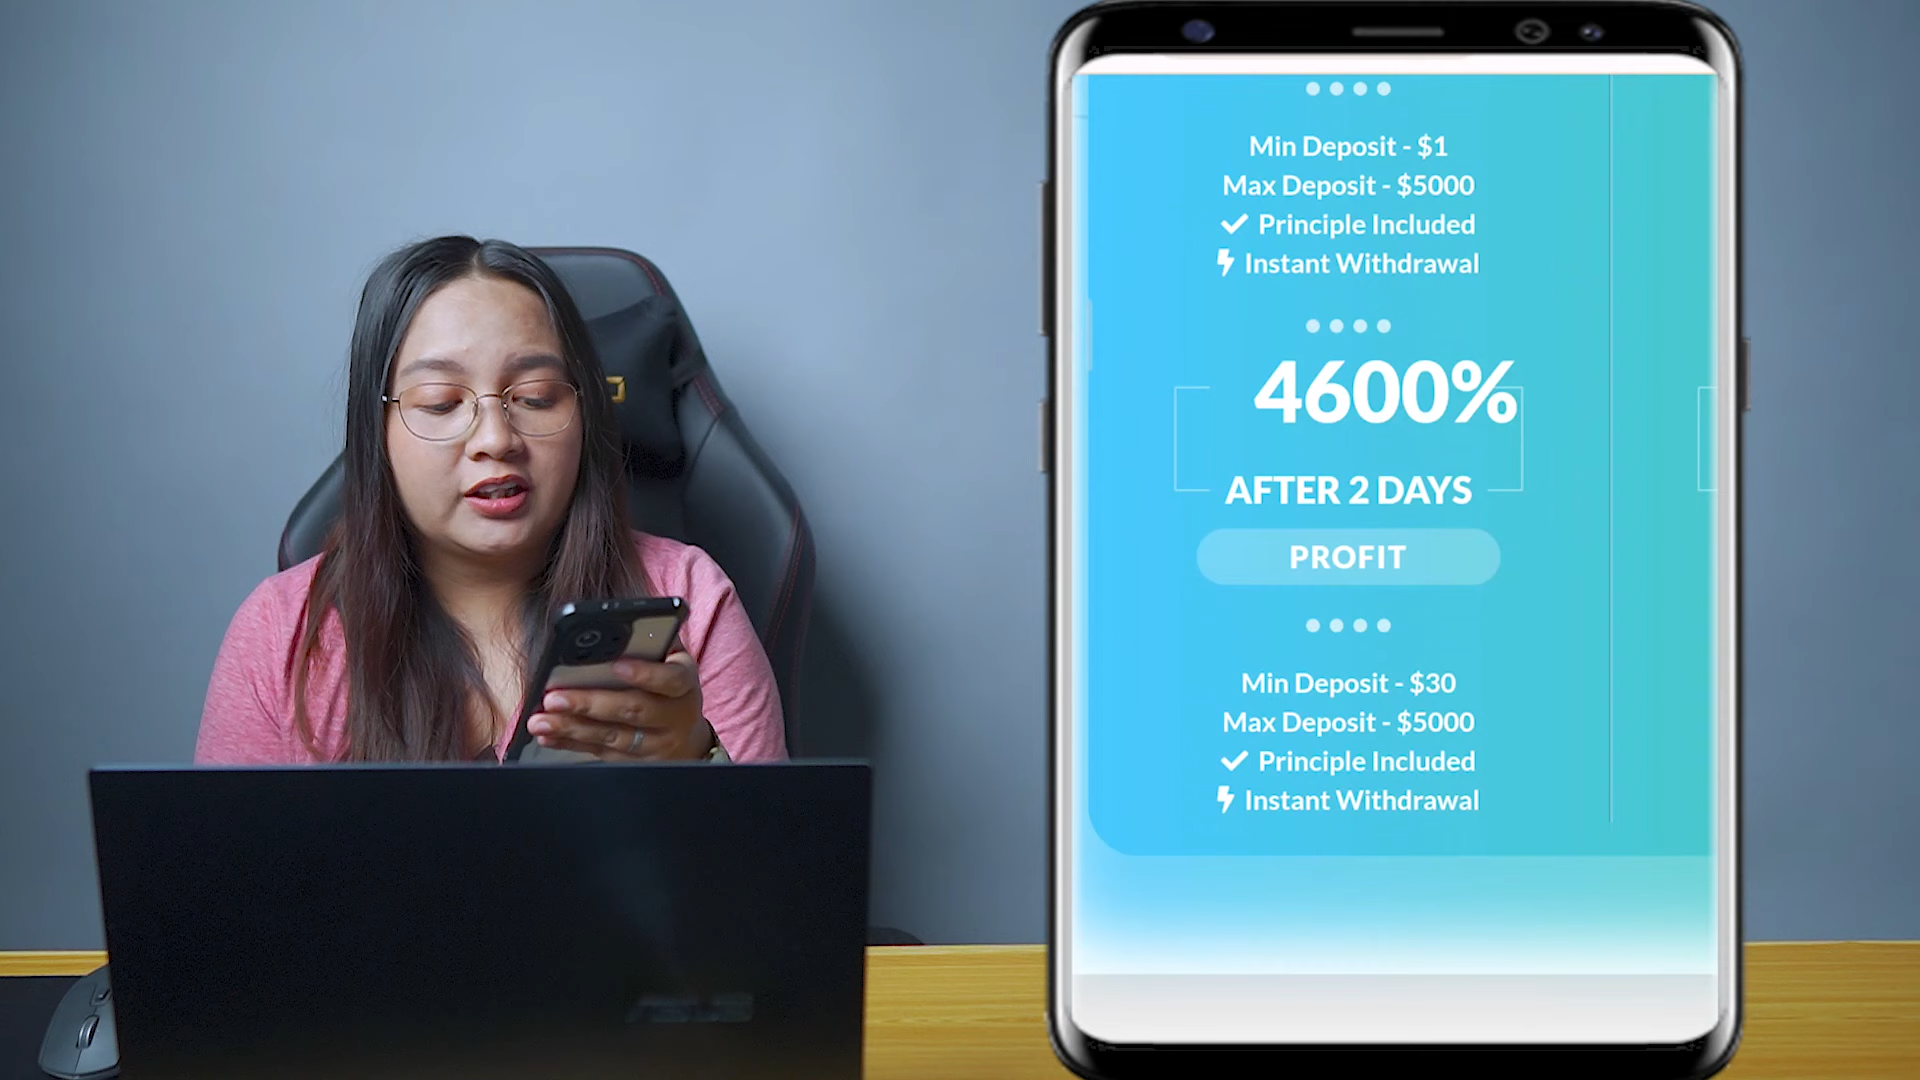 Min Deposit - $1
Max Deposit - $5000
Principle Included
Instant Withdrawal
4600%
AFTER 2 DAYS
PROFIT
Min Deposit - $30
Max Deposit - $5000
Principle Included
Instant Withdrawal